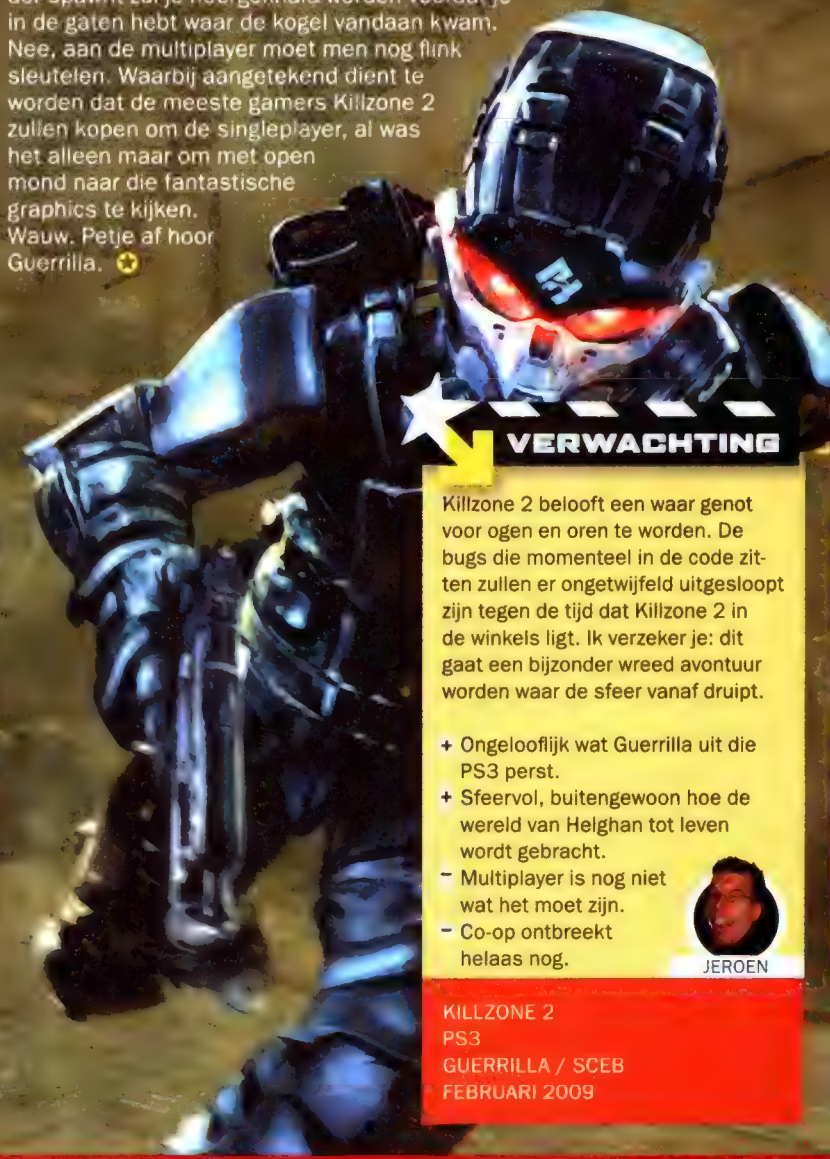 in de gaten hebt waar de kogel vandaan kwam.
Nee, aan de multiplayer moet men nog flink
sleutelen. Waarbij aangetekend dient te
worden dat de meeste gamers Killzone 2
zullen kopen om de singleplayer, al was
het alleen maar om met open
mond naar die fantastische
graphics te kijken.
Wauw. Petje af hoor
Guerrilla.
VERWACHTING
Killzone 2 belooft een waar genot
voor ogen en oren te worden. De
bugs die momenteel in de code zit-
ten zullen er ongetwijfeld uitgesloopt
zijn tegen de tijd dat Killzone 2 in
de winkels ligt. Ik verzeker je: dit
gaat een bijzonder wreed avontuur
worden waar de sfeer vanaf druipt.
+ Ongelooflijk wat Guerrilla uit die
PS3 perst.
+ Sfeervol, buitengewoon hoe de
wereld van Helghan tot leven
wordt gebracht.
- Multiplayer is nog niet
wat het moet zijn.
- Co-op ontbreekt
helaas nog.
JEROEN
KILLZONE 2
PS3
GUERRILLA / SCEB
FEBRUARI 2009